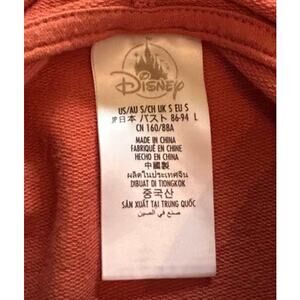 Disney
US/AU S/CH UK S EU S
JP 日本 バスト 86-94 L
CN 160/88A
MADE IN CHINA
FABRIQUÉ EN CHINE
HECHO EN CHINA
中國製
ผลิตในประเทศจีน
DIBUAT DI TIONGKOK
중국산
SẢN XUẤT TẠI TRUNG QUỐC
صنع في الصين